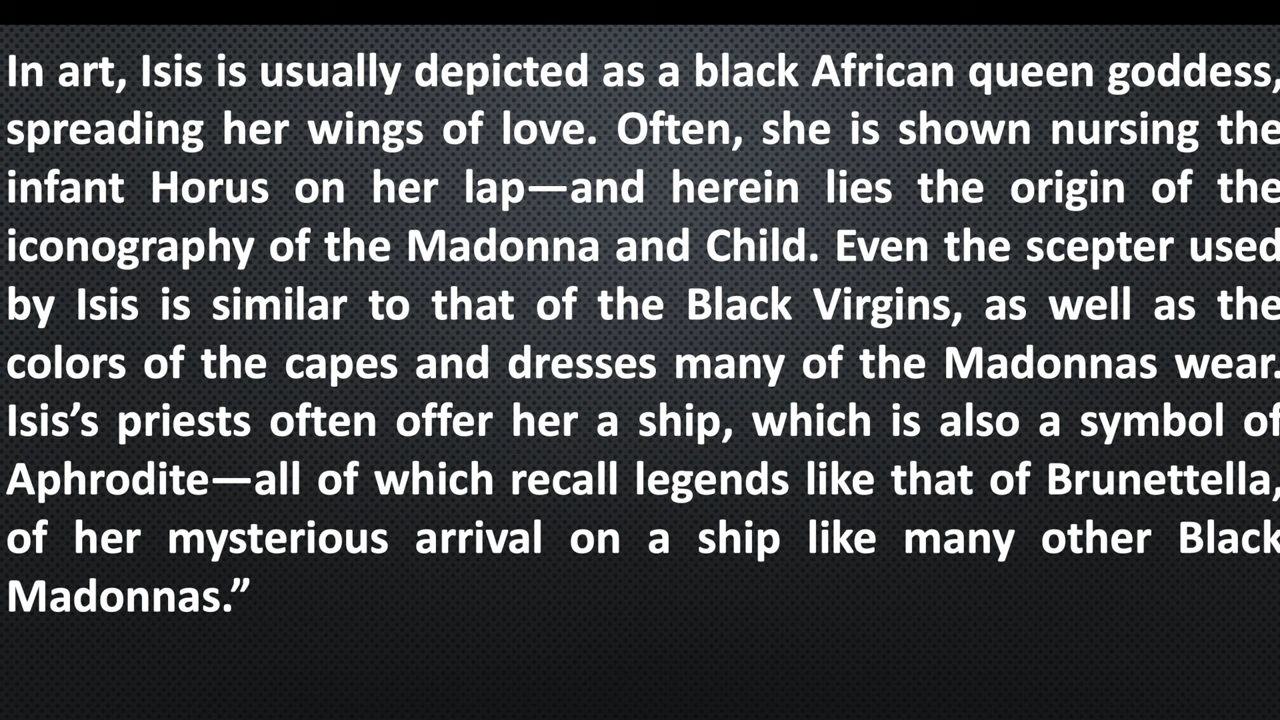 In art, Isis is usually depicted as a black African queen goddess,
spreading her wings of love. Often, she is shown nursing the
infant Horus on her lap—and herein lies the origin of the
iconography of the Madonna and Child. Even the scepter used
by Isis is similar to that of the Black Virgins, as well as the
colors of the capes and dresses many of the Madonnas wear.
Isis’s priests often offer her a ship, which is also a symbol of
Aphrodite—all of which recall legends like that of Brunettella,
of her mysterious arrival on a ship like many other Black
Madonnas.”